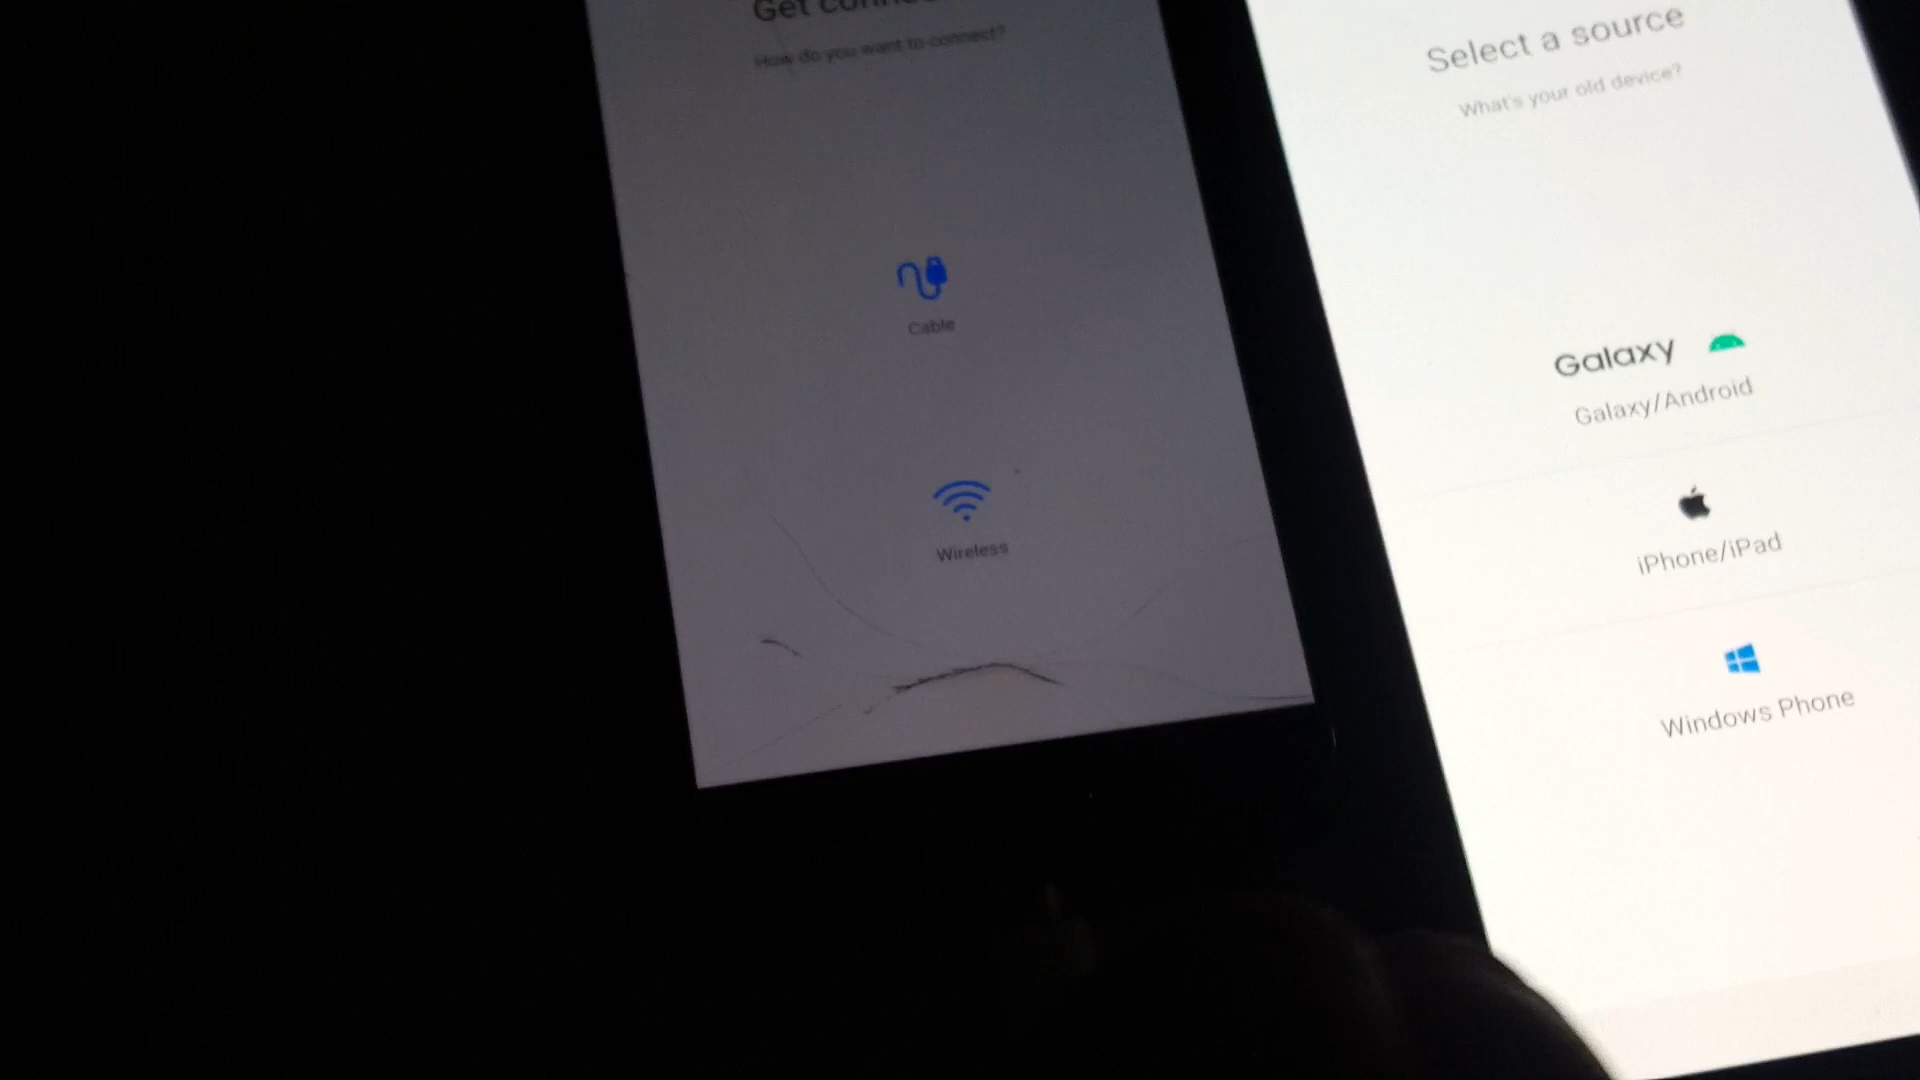 Get
How do you want to connect?
Cable
Wireless
Select a source
What's your old device?
Galaxy
Galaxy/Android
iPhone/iPad
Windows Phone